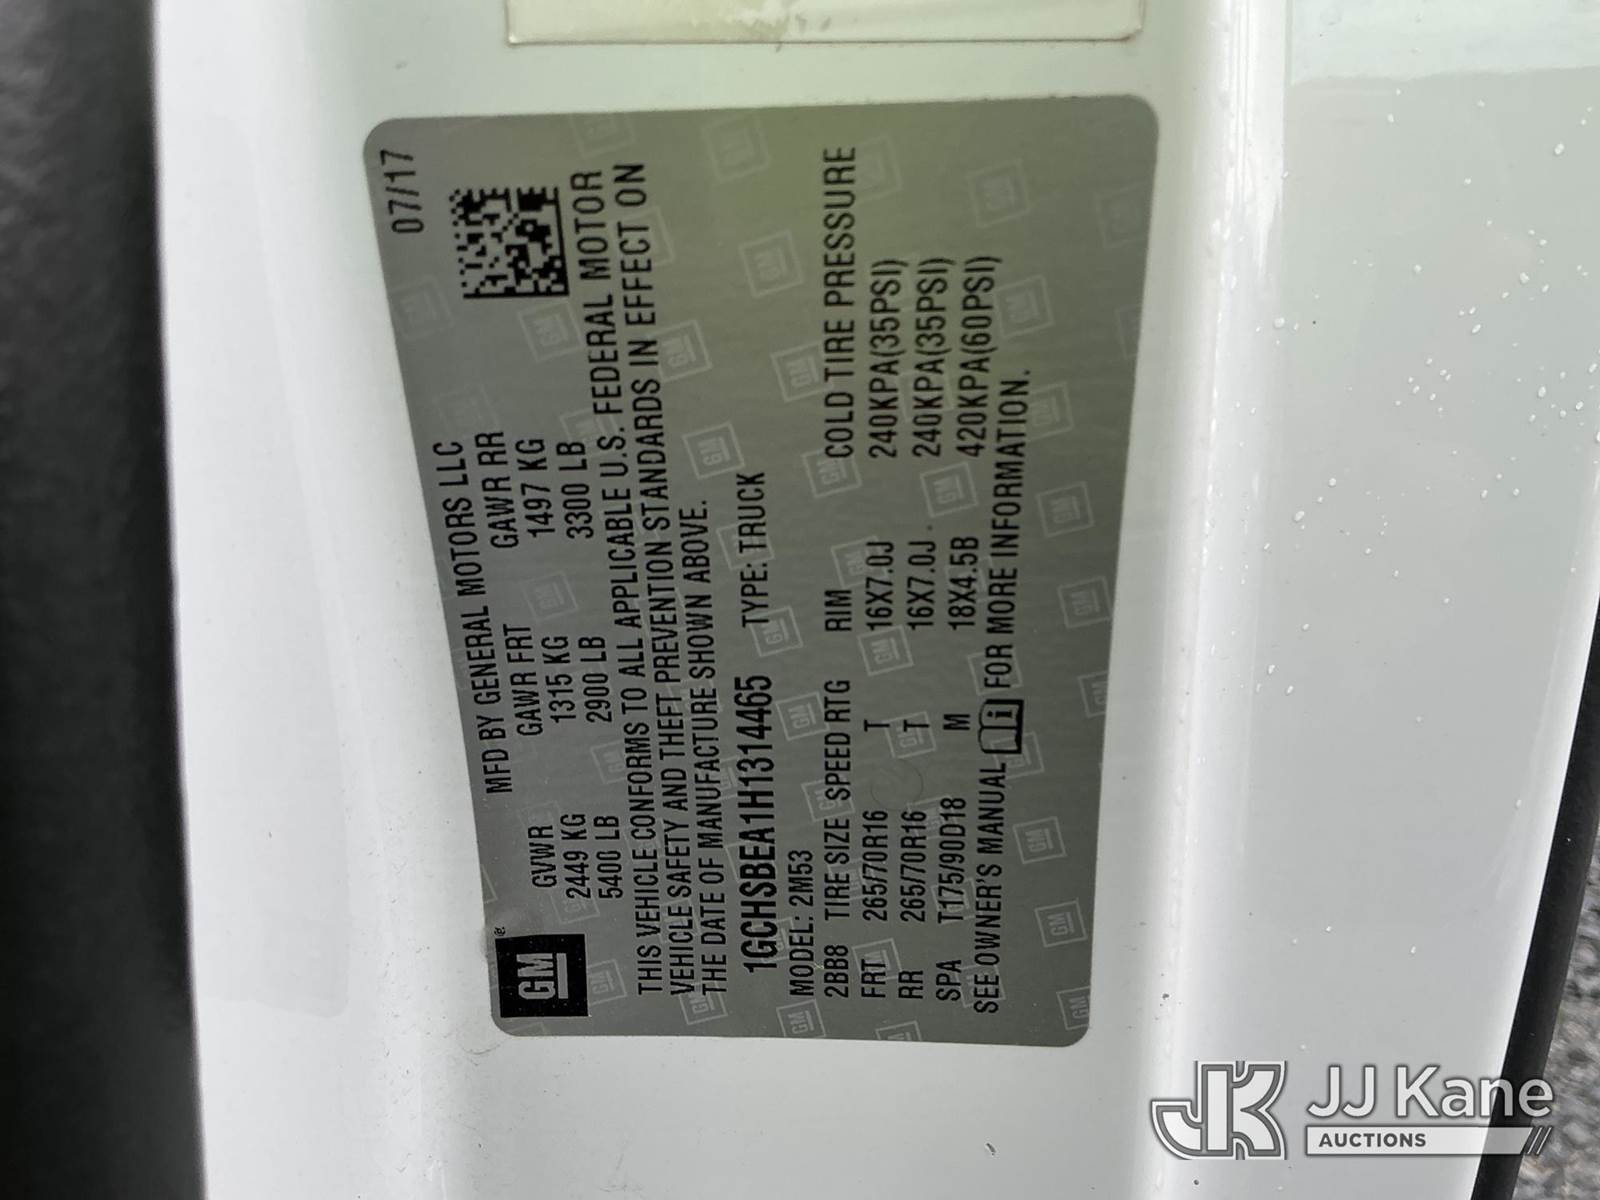 07/17
MFD BY GENERAL MOTORS LLC
GM®
GVWR GAWR FRT GAWR RR
2449 KG 1315 KG 1497 KG
5400 LB 2900 LB 3300 LB
THIS VEHICLE CONFORMS TO ALL APPLICABLE U.S. FEDERAL MOTOR
VEHICLE SAFETY AND THEFT PREVENTION STANDARDS IN EFFECT ON
THE DATE OF MANUFACTURE SHOWN ABOVE.
1GCHSBEA1H1314465 TYPE: TRUCK
MODEL: 2M53
2BB8 TIRE SIZE SPEED RTG RIM COLD TIRE PRESSURE
FRT 265/70R16 T 16X7.0J 240KPA(35PSI)
RR 265/70R16 T 16X7.0J 240KPA(35PSI)
SPA T175/90D18 M 18X4.5B 420KPA(60PSI)
SEE OWNER'S MANUAL i FOR MORE INFORMATION.
JK JJ Kane
AUCTIONS